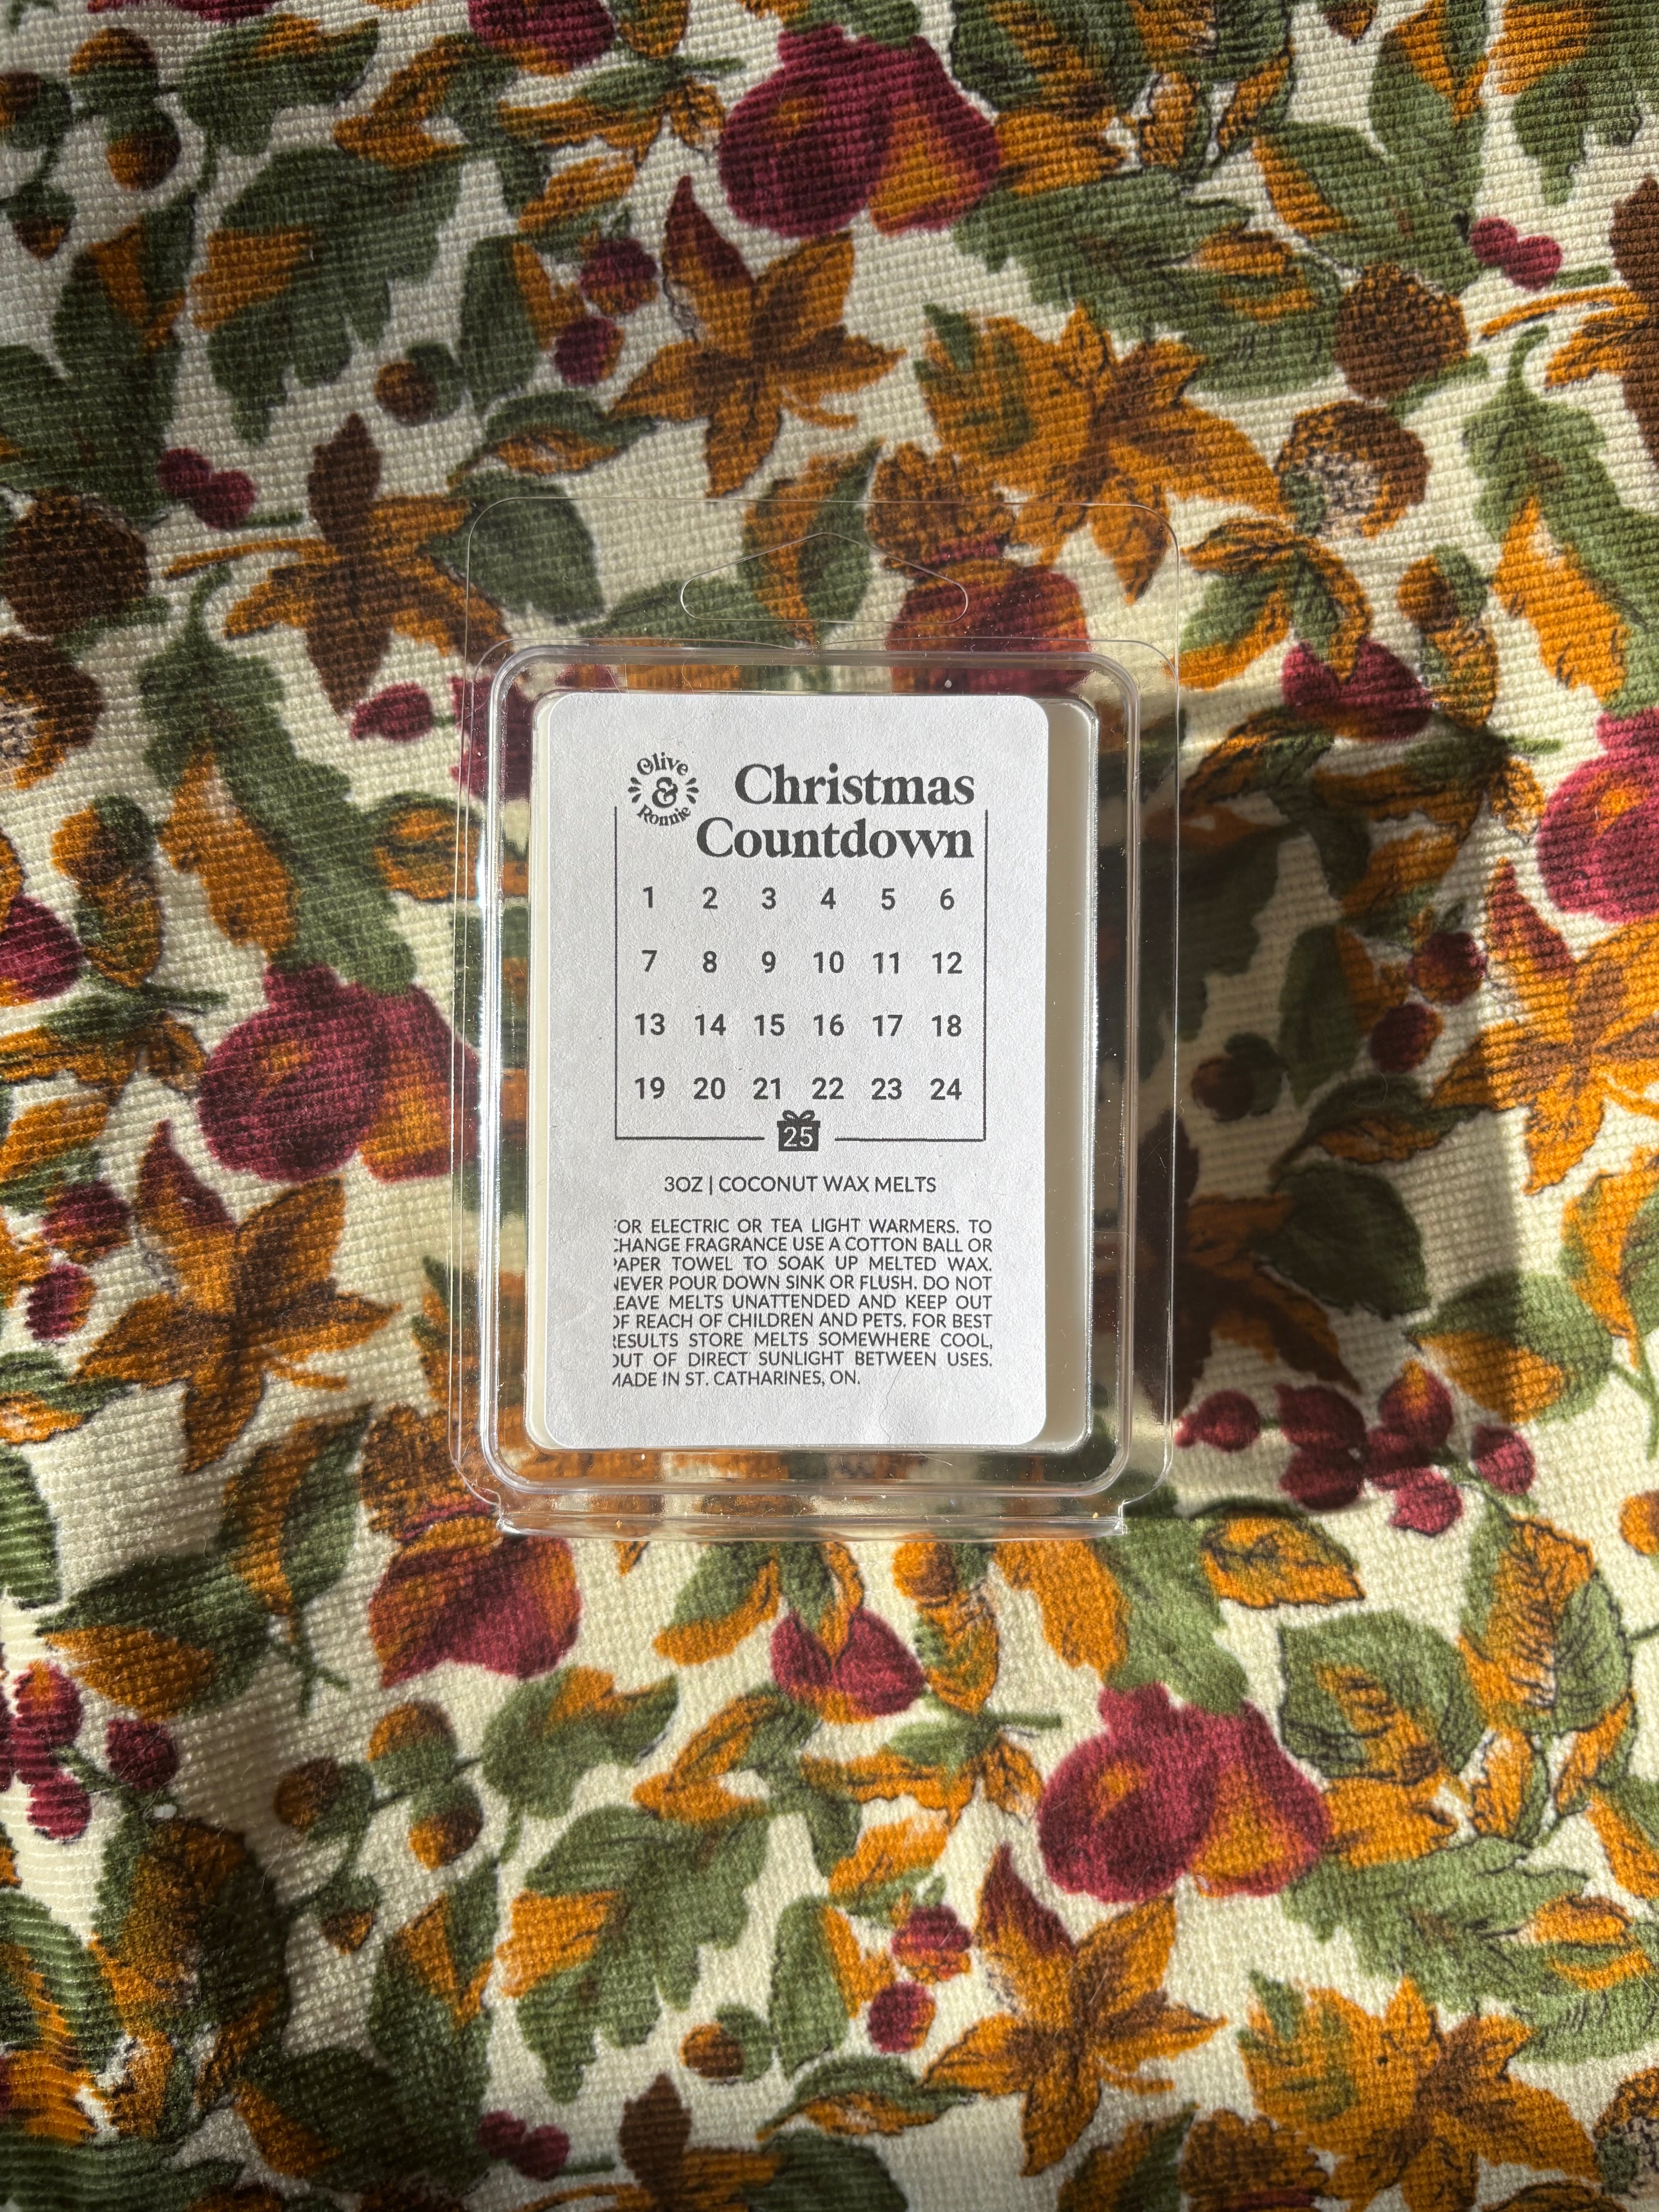 Olive
&
Ronnie
Christmas
Countdown
1 2 3 4 5 6
7 8 9 10 11 12
13 14 15 16 17 18
19 20 21 22 23 24
25
3OZ | COCONUT WAX MELTS
OR ELECTRIC OR TEA LIGHT WARMERS. TO
CHANGE FRAGRANCE USE A COTTON BALL OR
PAPER TOWEL TO SOAK UP MELTED WAX.
NEVER POUR DOWN SINK OR FLUSH. DO NOT
EAVE MELTS UNATTENDED AND KEEP OUT
OF REACH OF CHILDREN AND PETS. FOR BEST
RESULTS STORE MELTS SOMEWHERE COOL,
OUT OF DIRECT SUNLIGHT BETWEEN USES.
MADE IN ST. CATHARINES, ON.